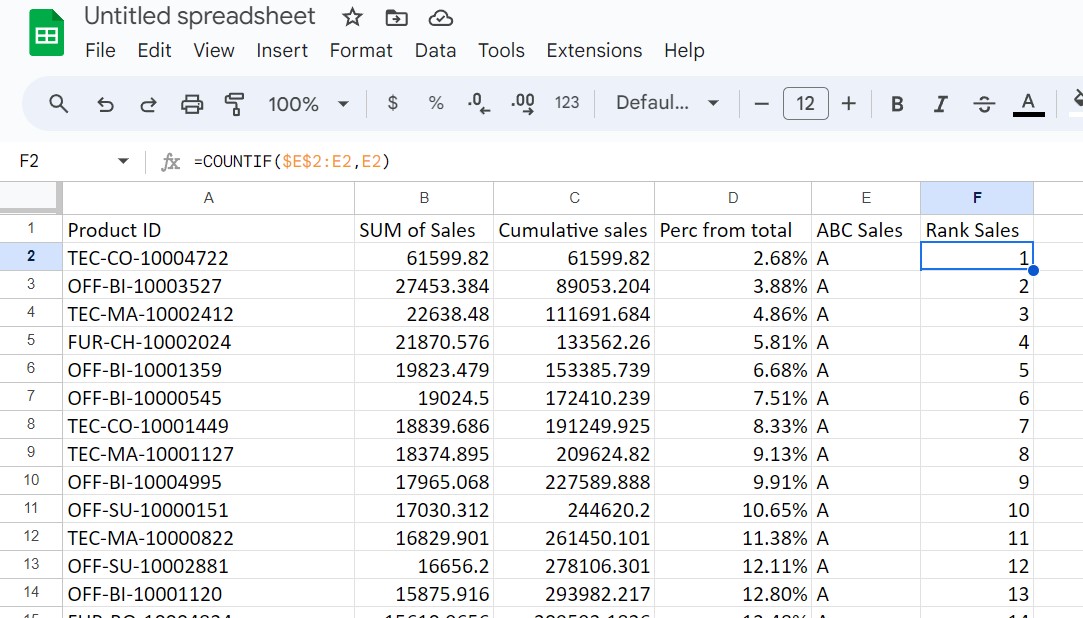 Untitled spreadsheet
File Edit View Insert Format Data Tools Extensions Help
100% $ % .0 .00 123 Defaul... − 12 + B I S A
F2 fx =COUNTIF($E$2:E2,E2)
A B C D E F
1 Product ID SUM of Sales Cumulative sales Perc from total ABC Sales Rank Sales
2 TEC-CO-10004722 61599.82 61599.82 2.68% A 1
3 OFF-BI-10003527 27453.384 89053.204 3.88% A 2
4 TEC-MA-10002412 22638.48 111691.684 4.86% A 3
5 FUR-CH-10002024 21870.576 133562.26 5.81% A 4
6 OFF-BI-10001359 19823.479 153385.739 6.68% A 5
7 OFF-BI-10000545 19024.5 172410.239 7.51% A 6
8 TEC-CO-10001449 18839.686 191249.925 8.33% A 7
9 TEC-MA-10001127 18374.895 209624.82 9.13% A 8
10 OFF-BI-10004995 17965.068 227589.888 9.91% A 9
11 OFF-SU-10000151 17030.312 244620.2 10.65% A 10
12 TEC-MA-10000822 16829.901 261450.101 11.38% A 11
13 OFF-SU-10002881 16656.2 278106.301 12.11% A 12
14 OFF-BI-10001120 15875.916 293982.217 12.80% A 13